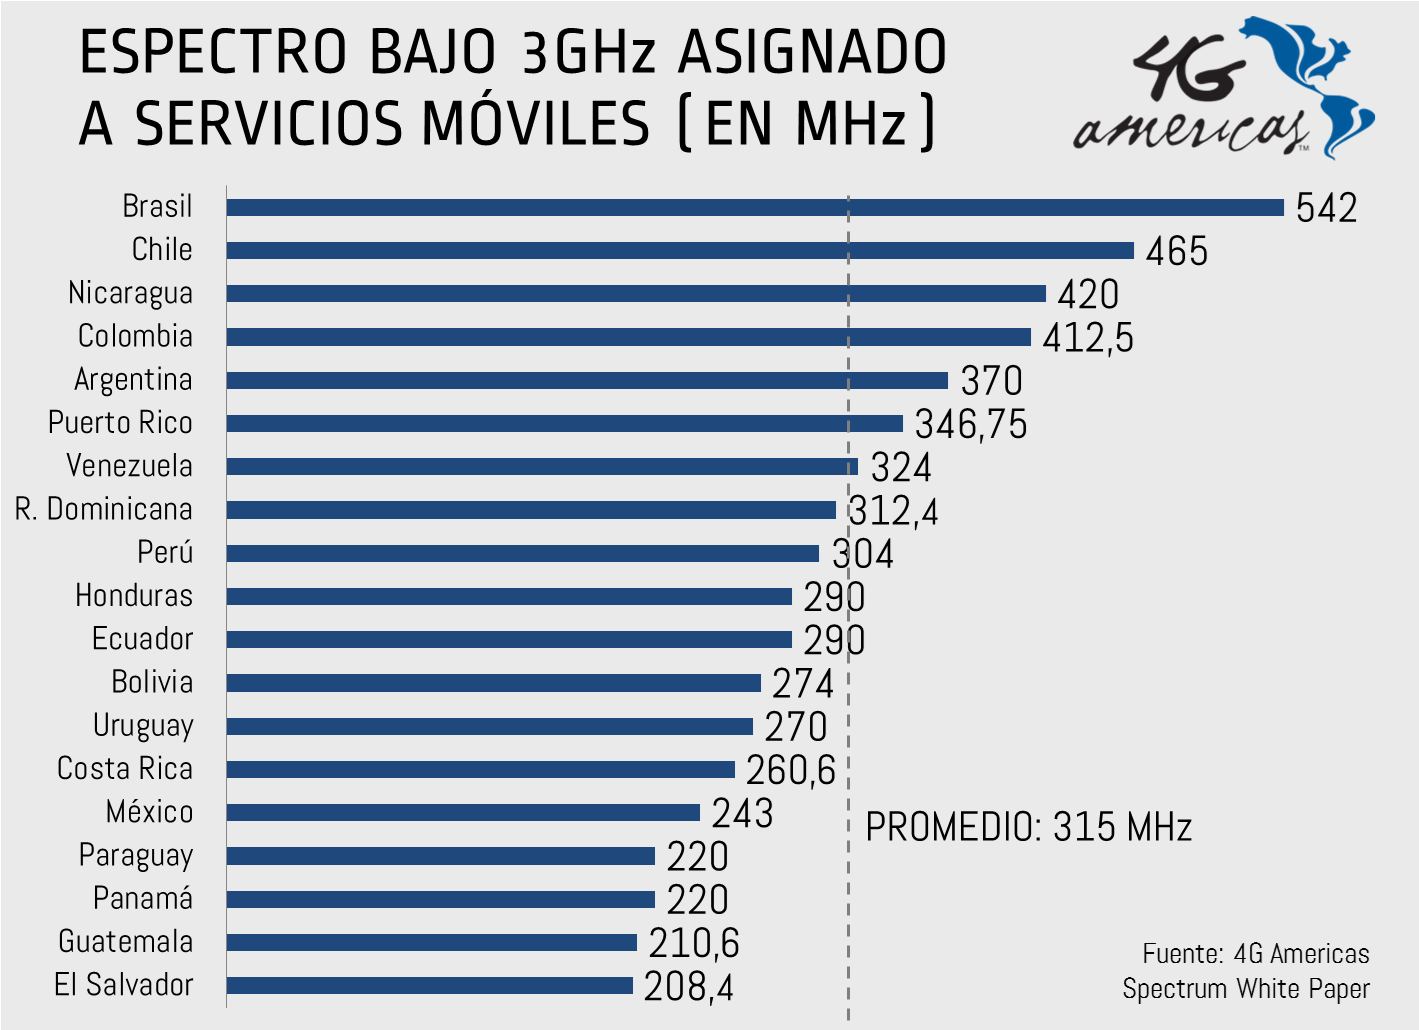 ESPECTRO BAJO 3GHz ASIGNADO
A SERVICIOS MÓVILES (EN MHz)
4G
americas™
Brasil 542
Chile 465
Nicaragua 420
Colombia 412,5
Argentina 370
Puerto Rico 346,75
Venezuela 324
R. Dominicana 312,4
Perú 304
Honduras 290
Ecuador 290
Bolivia 274
Uruguay 270
Costa Rica 260,6
México 243
PROMEDIO: 315 MHz
Paraguay 220
Panamá 220
Guatemala 210,6
El Salvador 208,4
Fuente: 4G Americas
Spectrum White Paper